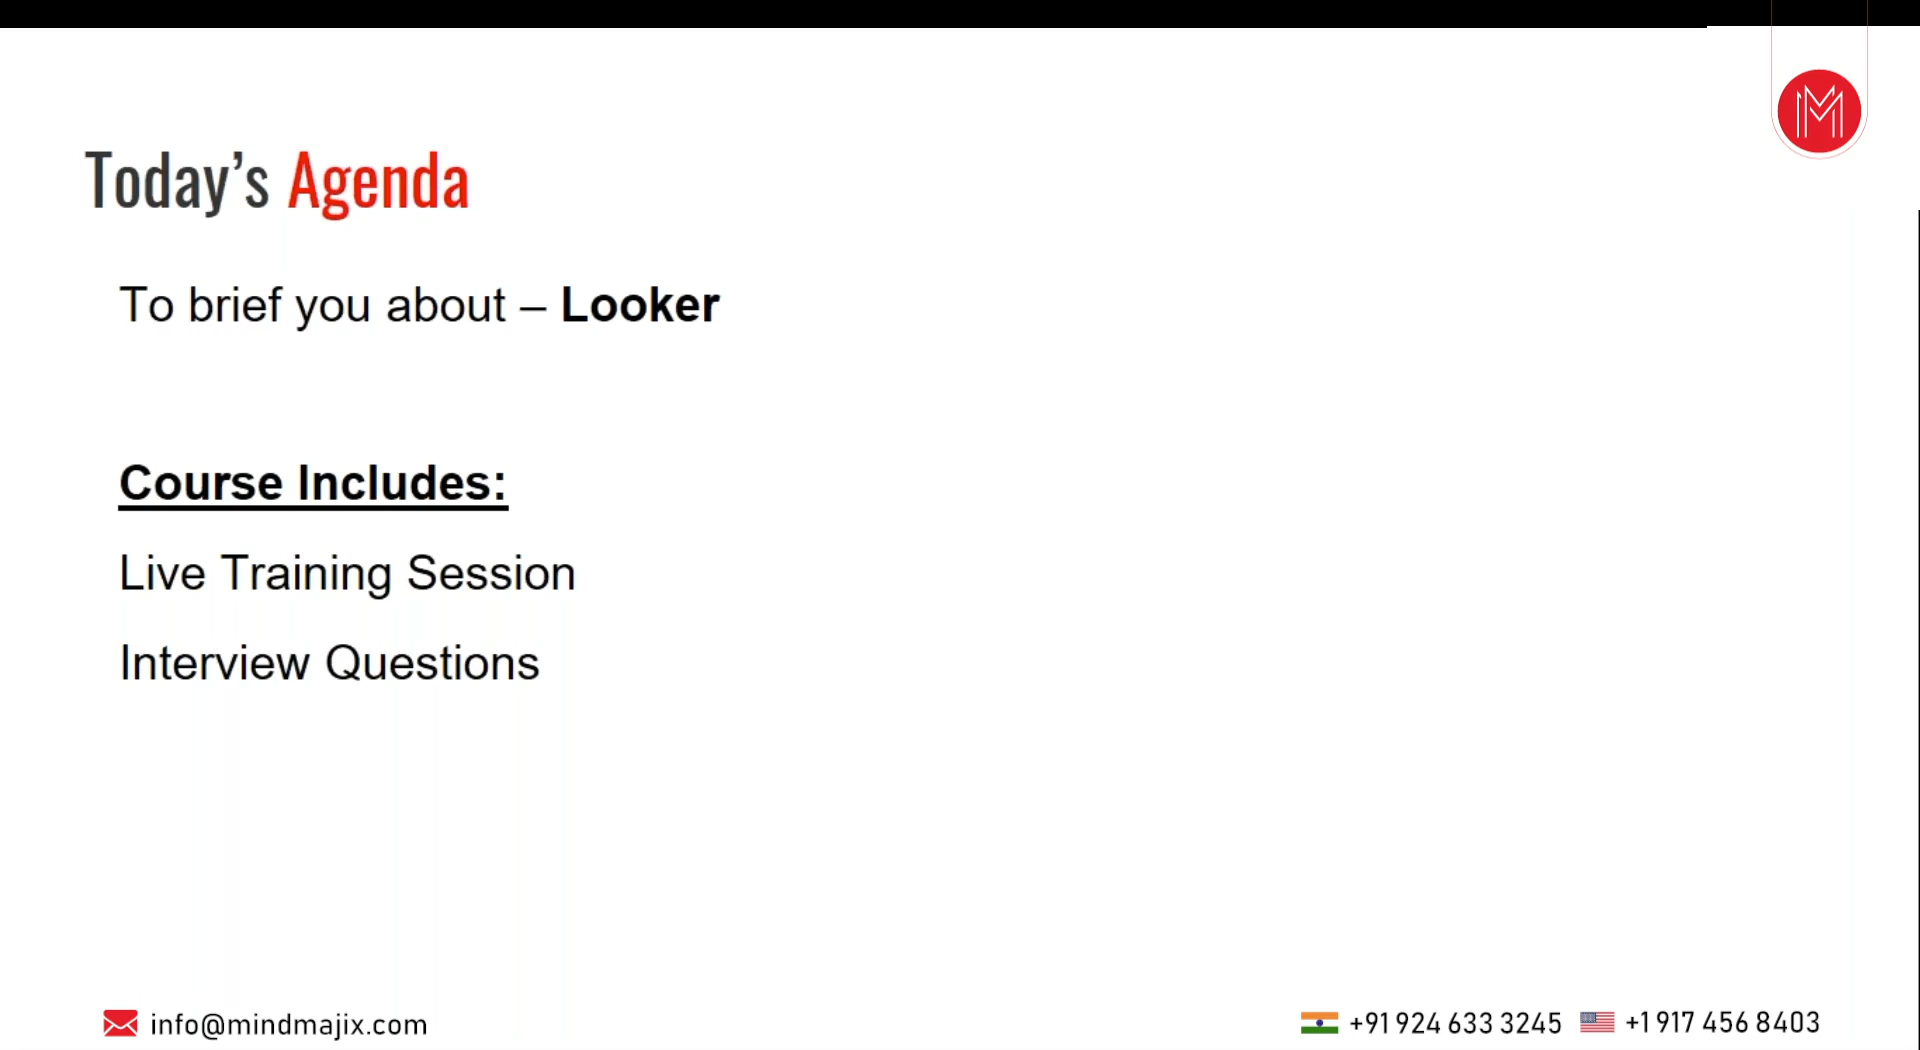 Today's Agenda
To brief you about – Looker
Course Includes:
Live Training Session
Interview Questions
info@mindmajix.com
+91 924 633 3245
+1 917 456 8403